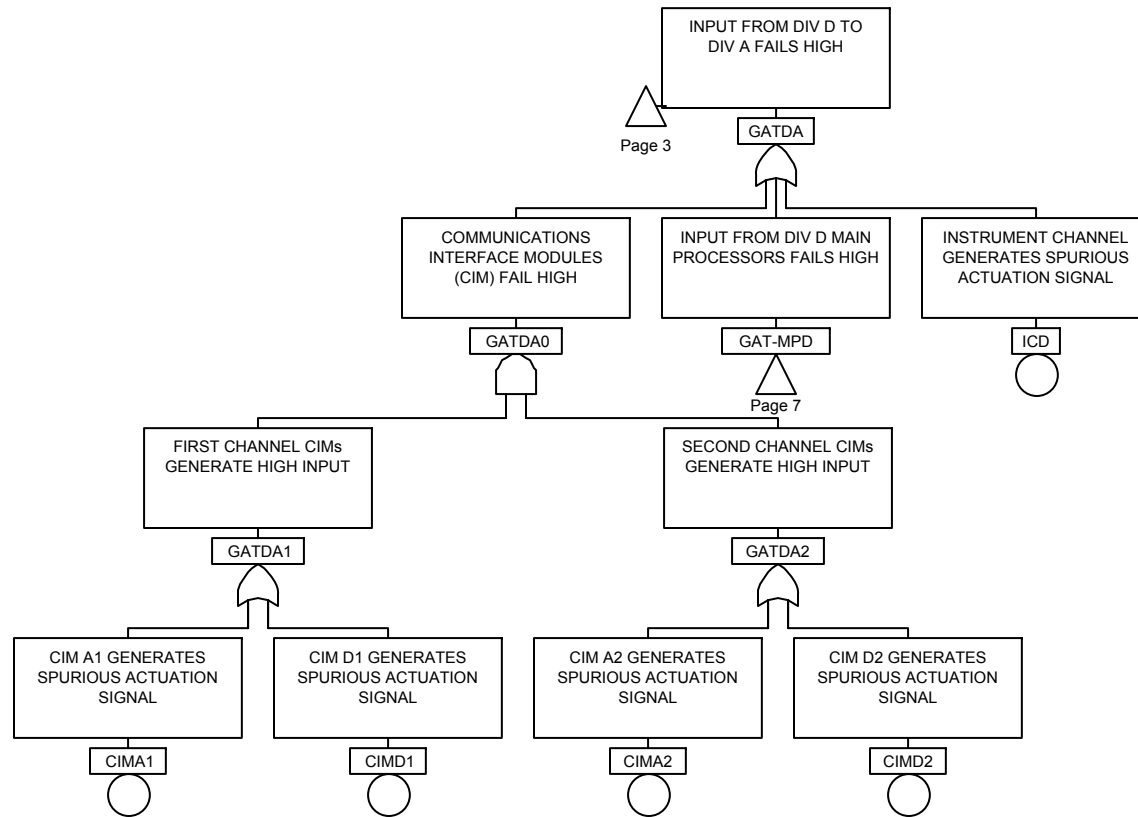 INPUT FROM DIV D TO
DIV A FAILS HIGH
Page 3
GATDA
COMMUNICATIONS
INTERFACE MODULES
(CIM) FAIL HIGH
GATDA0
INPUT FROM DIV D MAIN
PROCESSORS FAILS HIGH
GAT-MPD
Page 7
INSTRUMENT CHANNEL
GENERATES SPURIOUS
ACTUATION SIGNAL
ICD
FIRST CHANNEL CIMs
GENERATE HIGH INPUT
GATDA1
SECOND CHANNEL CIMs
GENERATE HIGH INPUT
GATDA2
CIM A1 GENERATES
SPURIOUS ACTUATION
SIGNAL
CIMA1
CIM D1 GENERATES
SPURIOUS ACTUATION
SIGNAL
CIMD1
CIM A2 GENERATES
SPURIOUS ACTUATION
SIGNAL
CIMA2
CIM D2 GENERATES
SPURIOUS ACTUATION
SIGNAL
CIMD2